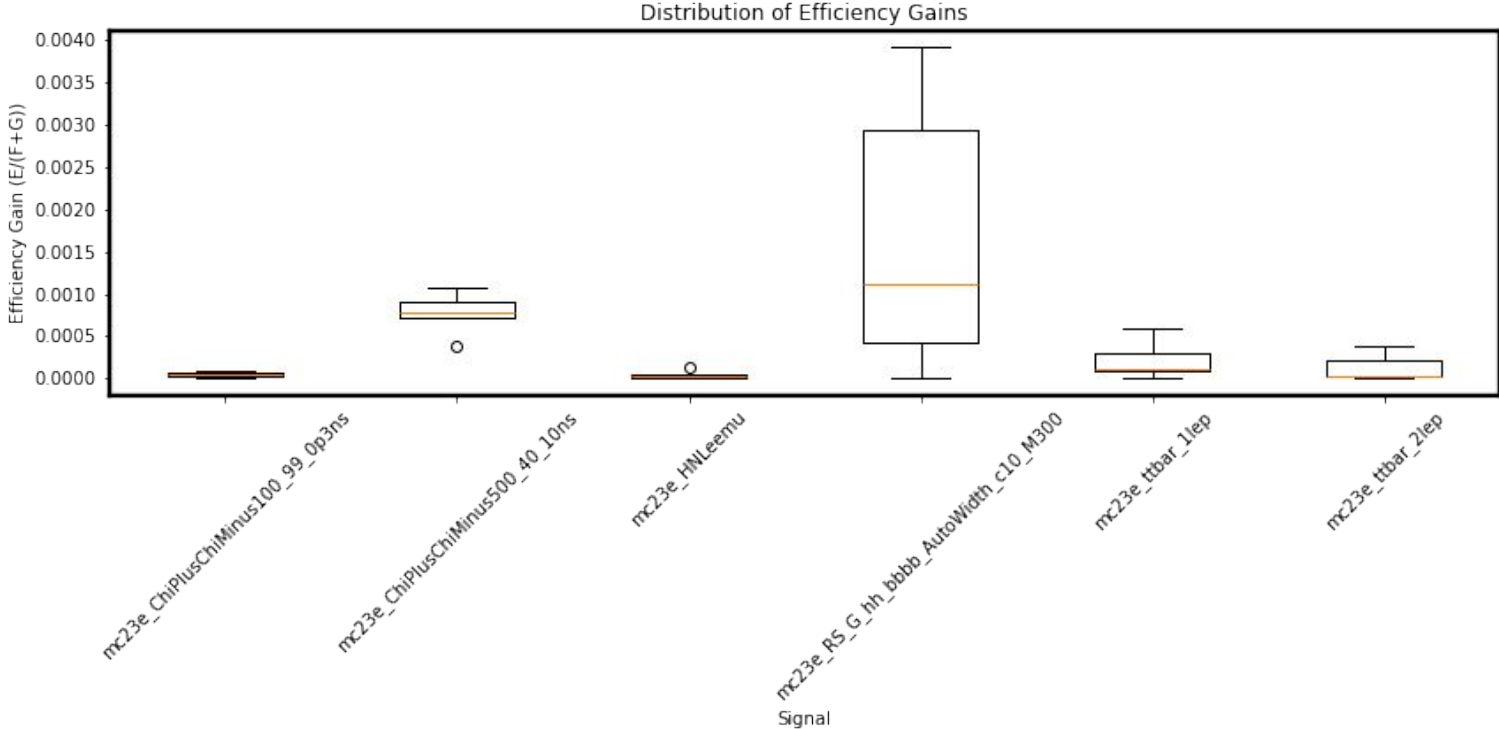 Distribution of Efficiency Gains
Efficiency Gain (E/(F+G))
0.0040
0.0035
0.0030
0.0025
0.0020
0.0015
0.0010
0.0005
0.0000
mc23e_ChiPlusChiMinus100_99_0p3ns
mc23e_ChiPlusChiMinus500_40_10ns
mc23e_HNLeemu
mc23e_RS_G_hh_bbbb_AutoWidth_c10_M300
mc23e_ttbar_1lep
mc23e_ttbar_2lep
Signal